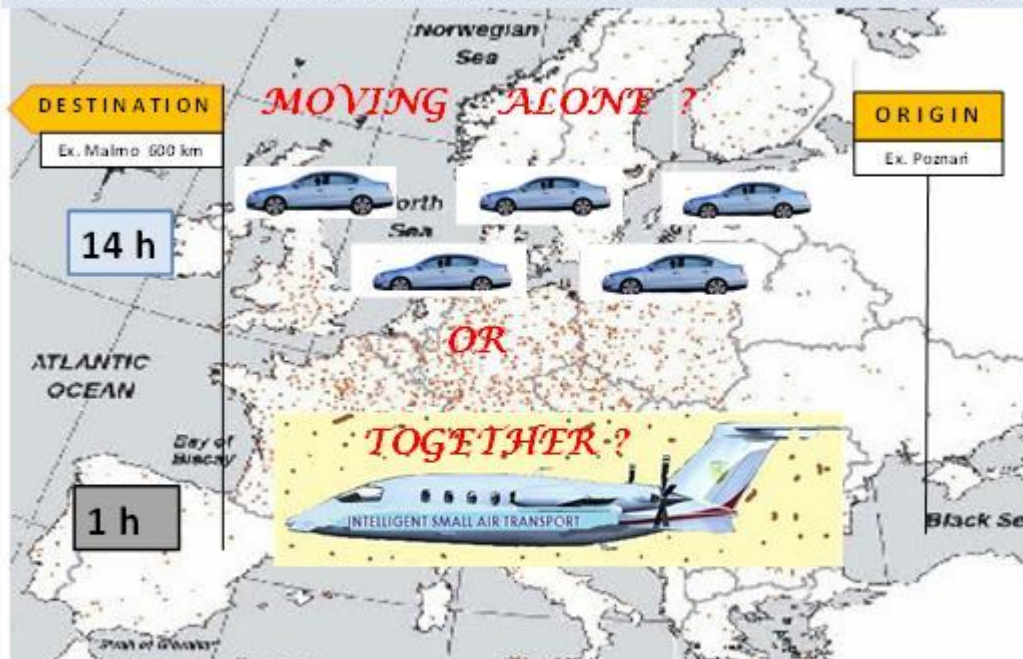 Norwegian
Sea
MOVING ALONE ?
DESTINATION
Ex. Malmo 600 km
ORIGIN
Ex. Poznań
orth
Sea
14 h
OR
ATLANTIC
OCEAN
Bay of
Biscay
TOGETHER ?
INTELLIGENT SMALL AIR TRANSPORT
1 h
Black Se